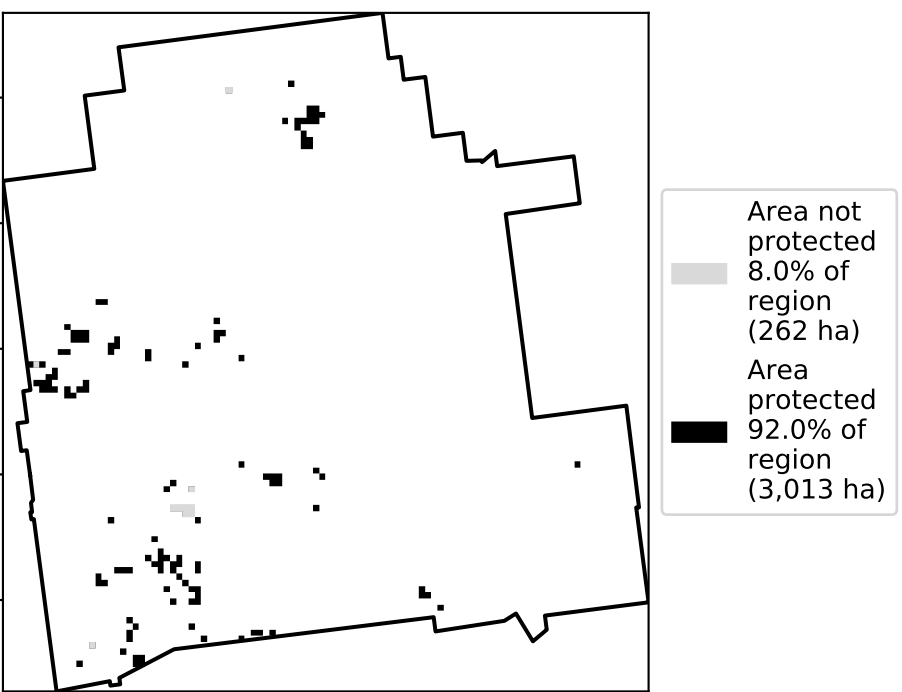 Area not
protected
8.0% of
region
(262 ha)
Area
protected
92.0% of
region
(3,013 ha)